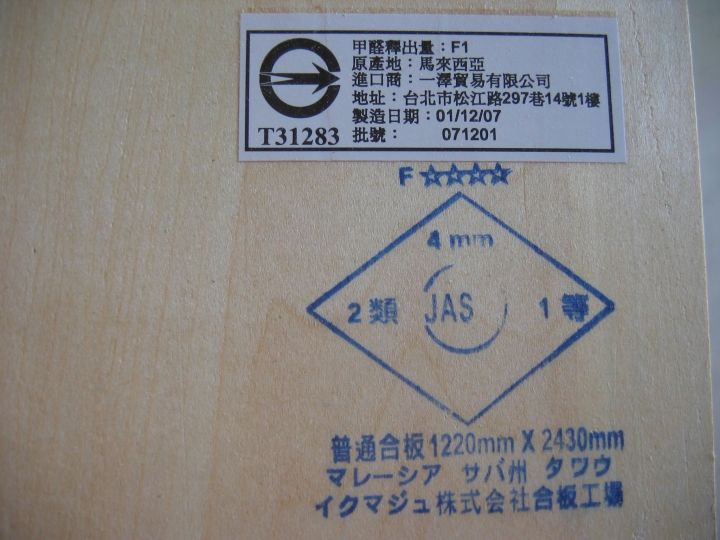 甲醛釋出量：F1
原產地：馬來西亞
進口商：一澤貿易有限公司
地址：台北市松江路297巷14號1樓
製造日期：01/12/07
T31283 批號： 071201
F☆☆☆☆
4mm
2類 JAS 1等
普通合板1220mm X 2430mm
マレーシア サバ州 タワウ
イクマジュ株式会社合板工場